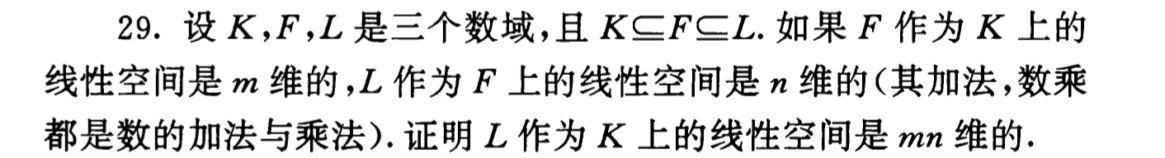 29. 设 K,F,L 是三个数域,且 K⊆F⊆L. 如果 F 作为 K 上的
线性空间是 m 维的,L 作为 F 上的线性空间是 n 维的(其加法,数乘
都是数的加法与乘法). 证明 L 作为 K 上的线性空间是 mn 维的.